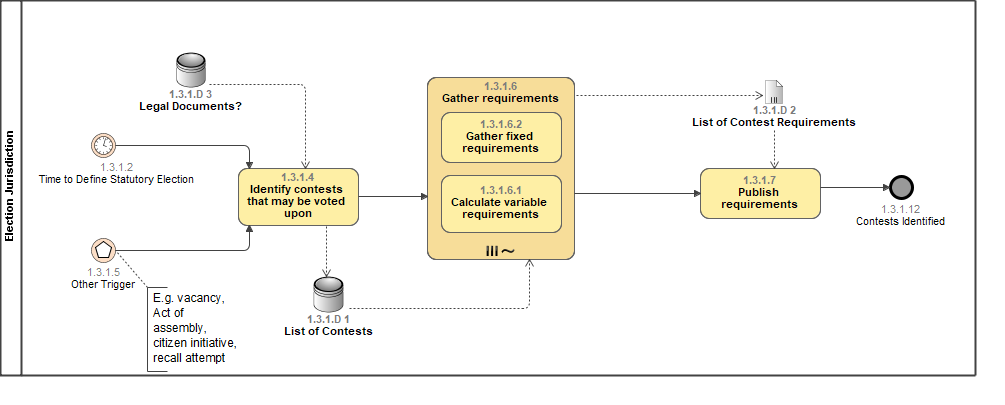 Election Jurisdiction
1.3.1.D 3
Legal Documents?
1.3.1.2
Time to Define Statutory Election
1.3.1.4
Identify contests
that may be voted
upon
1.3.1.5
Other Trigger
E.g. vacancy,
Act of
assembly,
citizen initiative,
recall attempt
1.3.1.D 1
List of Contests
1.3.1.6
Gather requirements
1.3.1.6.2
Gather fixed
requirements
1.3.1.6.1
Calculate variable
requirements
1.3.1.D 2
List of Contest Requirements
1.3.1.7
Publish
requirements
1.3.1.12
Contests Identified